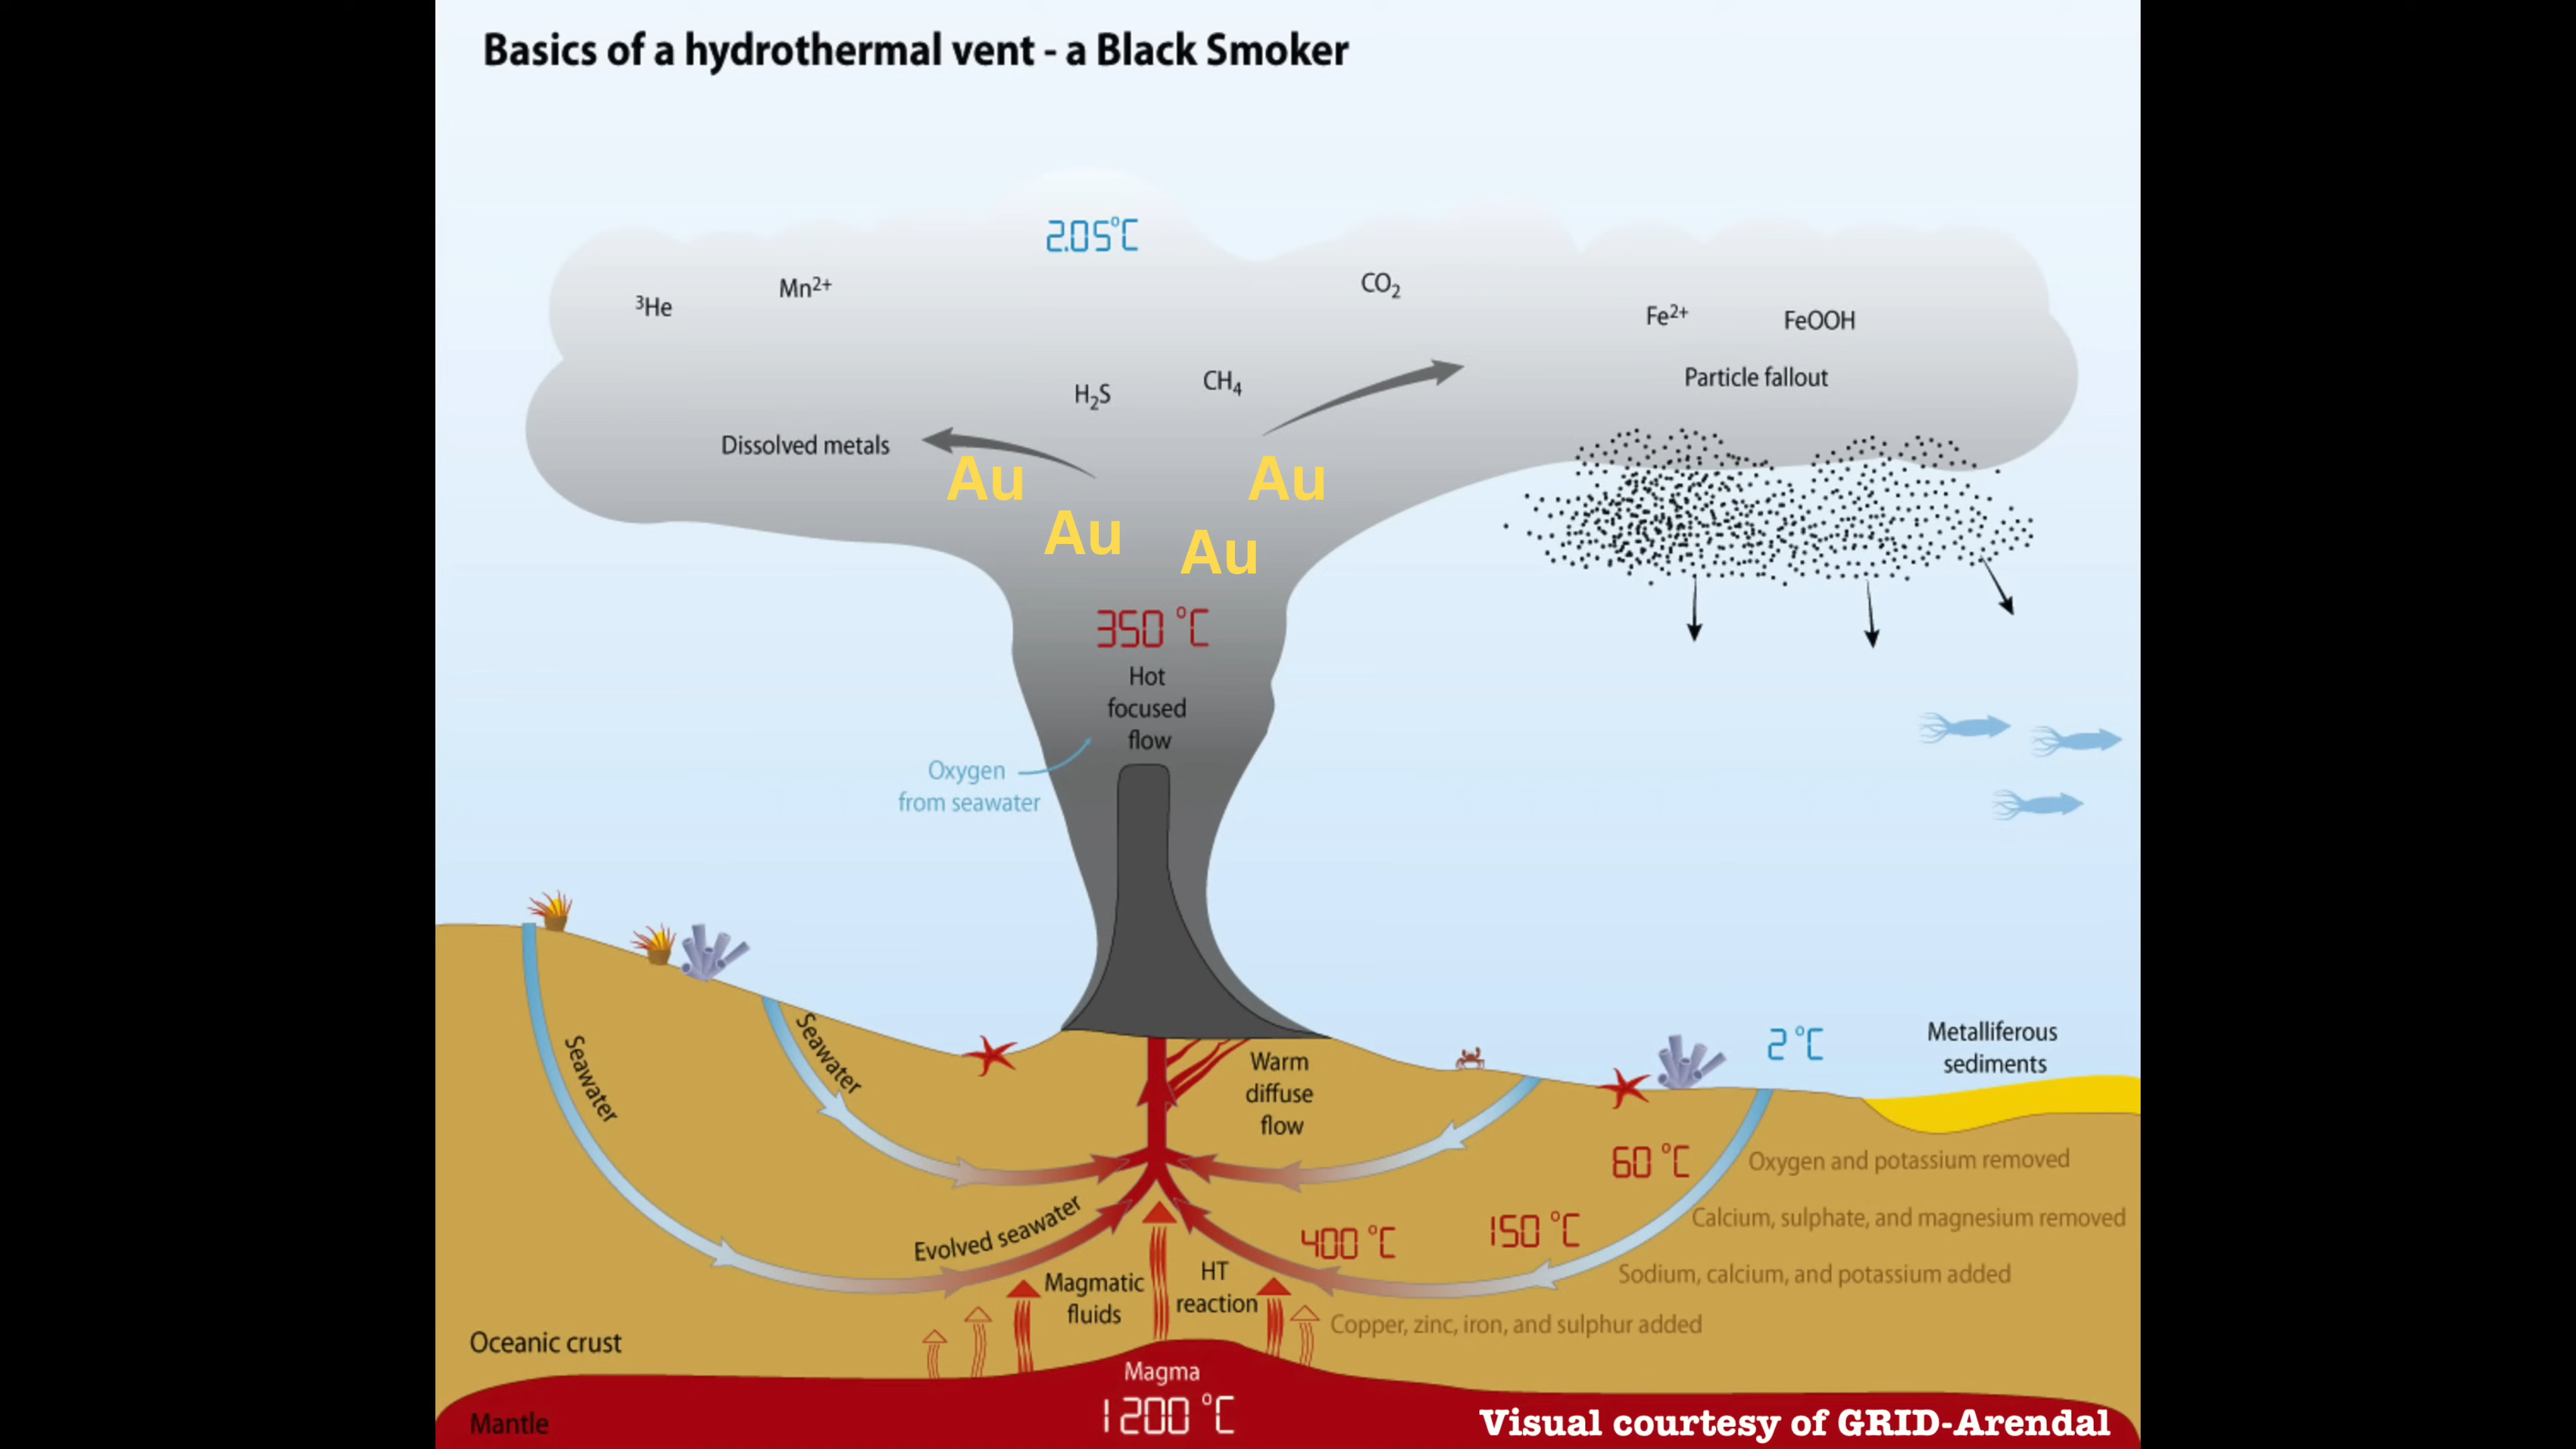 Basics of a hydrothermal vent - a Black Smoker
2.05°C
³He
Mn²⁺
CO₂
Fe²⁺
FeOOH
Particle fallout
H₂S
CH₄
Dissolved metals
Au
Au
Au
Au
350 °C
Hot
focused
flow
Oxygen
from seawater
Seawater
Seawater
Warm
diffuse
flow
2 °C
Metalliferous
sediments
60 °C
Oxygen and potassium removed
150 °C
Calcium, sulphate, and magnesium removed
400 °C
Sodium, calcium, and potassium added
Evolved seawater
Magmatic
fluids
HT
reaction
Copper, zinc, iron, and sulphur added
Oceanic crust
Magma
1200 °C
Mantle
Visual courtesy of GRID-Arendal